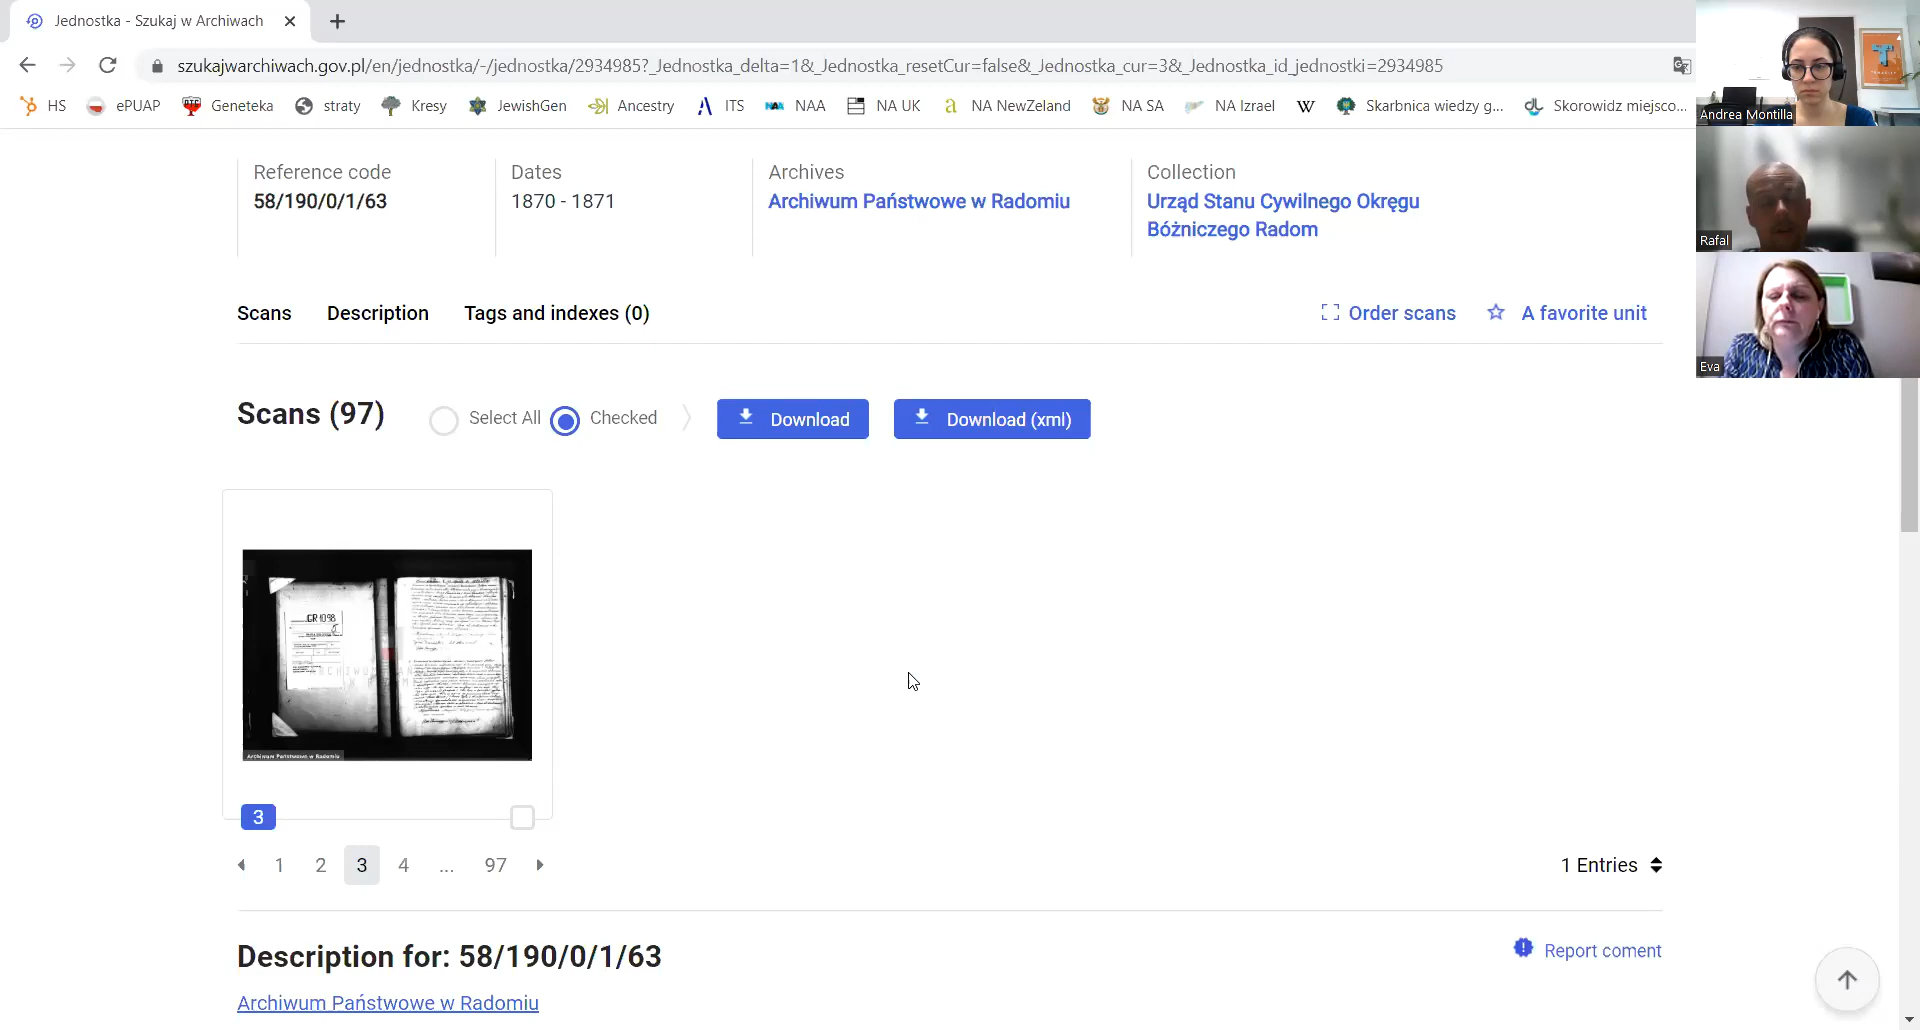 Jednostka - Szukaj w Archiwach
szukajwarchiwach.gov.pl/en/jednostka/-/jednostka/2934985?_Jednostka_delta=1&_Jednostka_resetCur=false&_Jednostka_cur=3&_Jednostka_id_jednostki=2934985
HS ePUAP Geneteka straty Kresy JewishGen Ancestry ITS NAA NA UK NA NewZeland NA SA NA Izrael W Skarbnica wiedzy g... Skorowidz miejsco...
Andrea Montilla
Rafal
Eva
Reference code Dates Archives Collection
58/190/0/1/63 1870 - 1871 Archiwum Państwowe w Radomiu Urząd Stanu Cywilnego Okręgu
Bóżniczego Radom
Scans Description Tags and indexes (0) Order scans A favorite unit
Scans (97) Select All Checked Download Download (xml)
GR 1098
Archiwum Państwowe w Radomiu
3
1 2 3 4 ... 97 1 Entries
Description for: 58/190/0/1/63 Report coment
Archiwum Państwowe w Radomiu